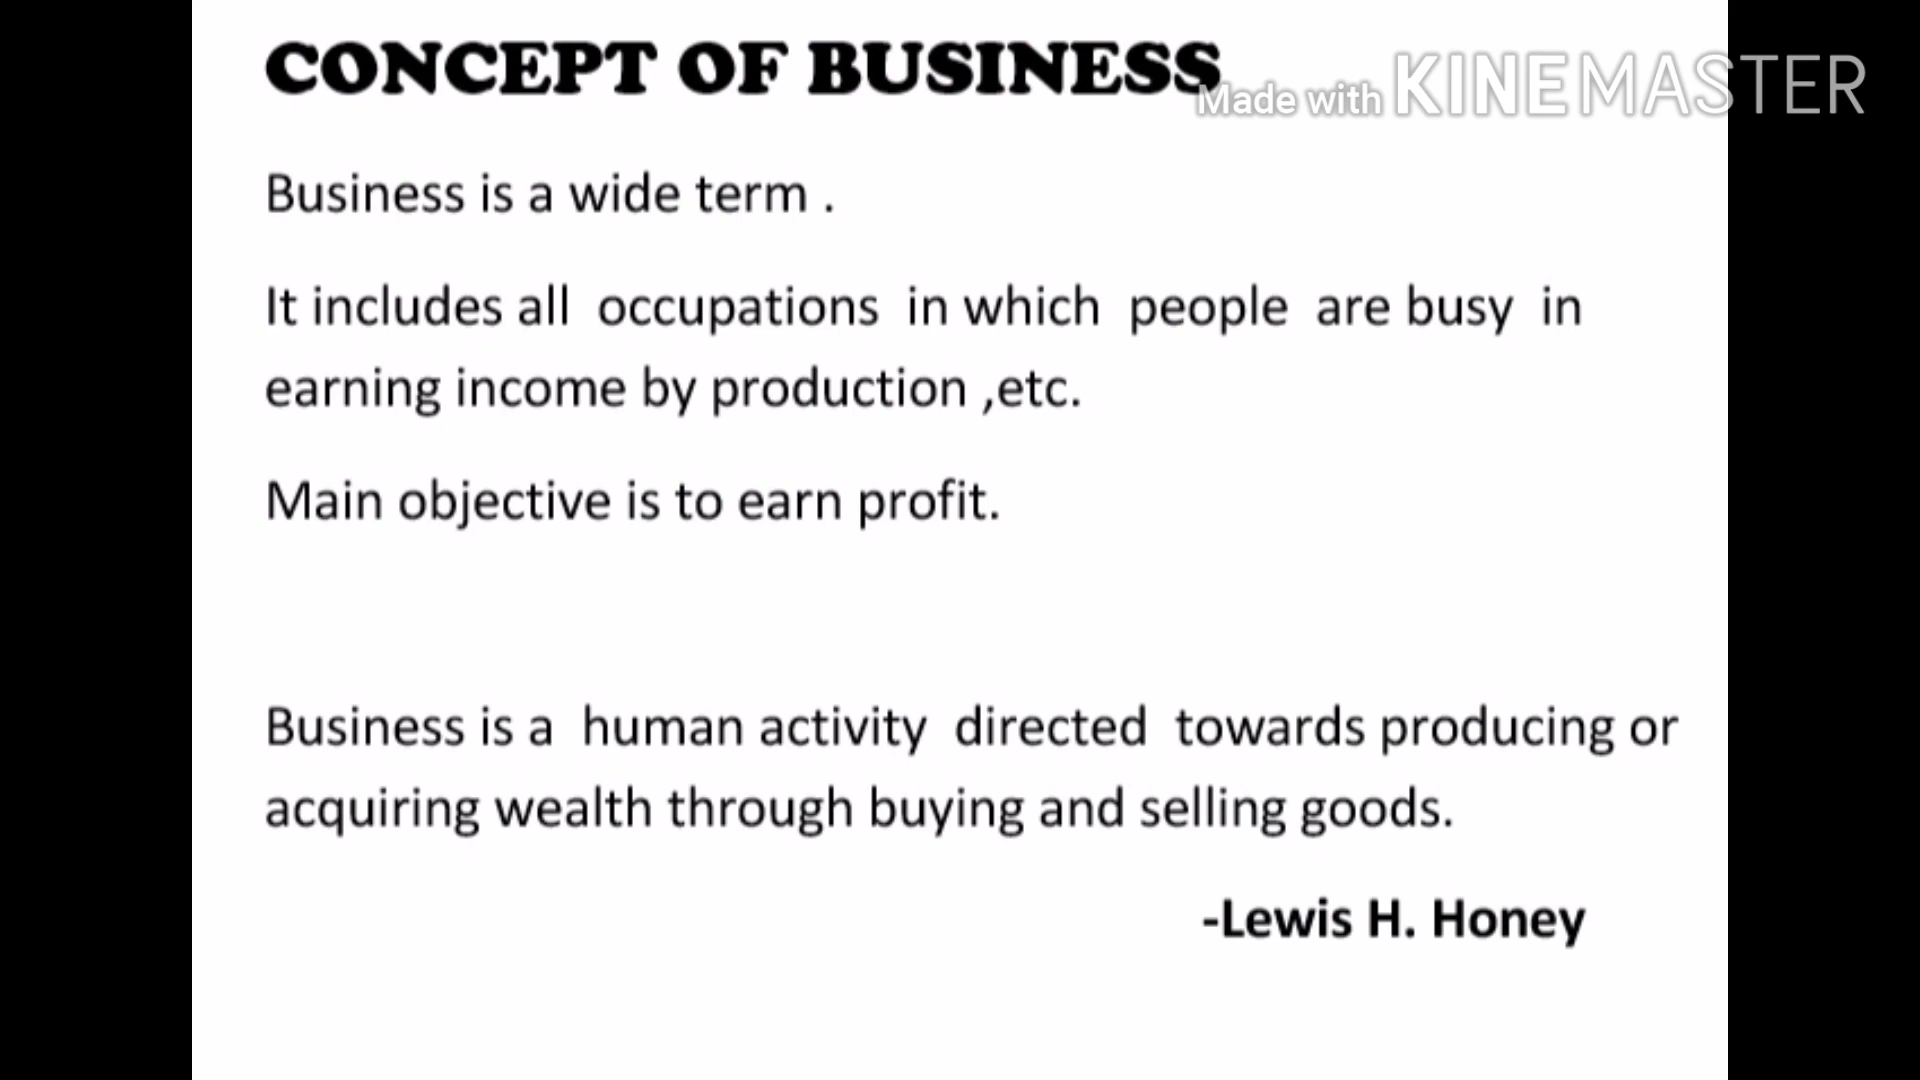 CONCEPT OF BUSINESS
Made with KINEMASTER
Business is a wide term .
It includes all occupations in which people are busy in
earning income by production ,etc.
Main objective is to earn profit.
Business is a human activity directed towards producing or
acquiring wealth through buying and selling goods.
-Lewis H. Honey